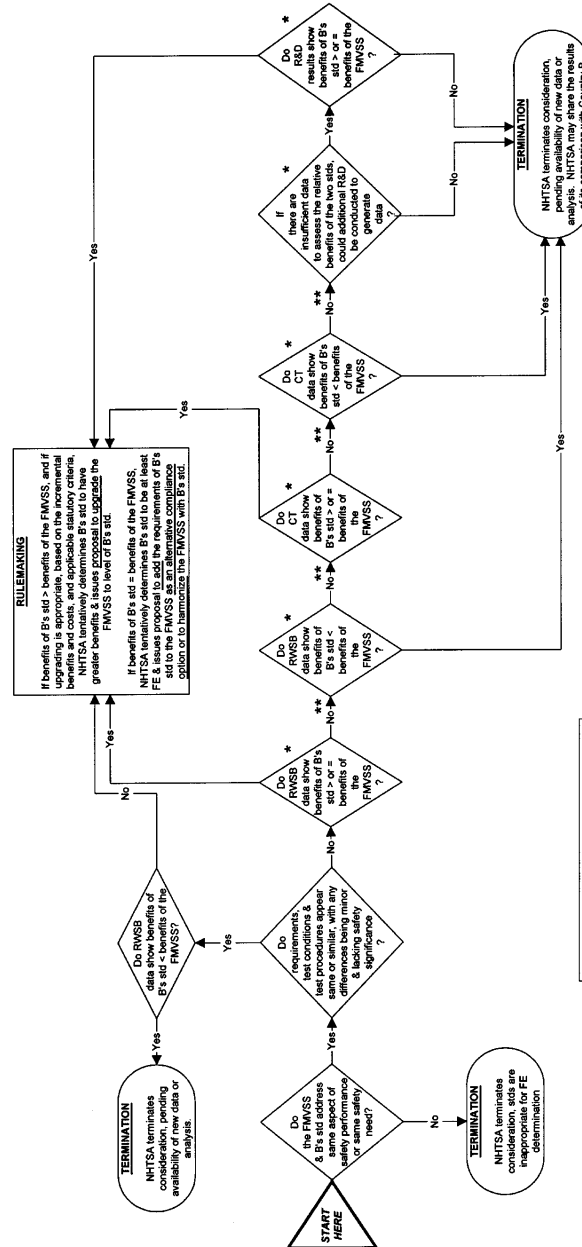 START
HERE
Do
the FMVSS
& B's std address
same aspect of
safety performance
or same safety
need?
No
TERMINATION
NHTSA terminates
consideration, stds are
inappropriate for FE
determination
Yes
Do
requirements,
test conditions &
test procedures appear
same or similar, with any
differences being minor
& lacking safety
significance
?
Yes
Do RWSB
data show benefits of
B's std < benefits of the
FMVSS?
Yes
TERMINATION
NHTSA terminates
consideration, pending
availability of new data or
analysis.
No
No
Do *
RWSB
data show
benefits of B's
std > or =
benefits of
the
FMVSS
?
Yes
RULEMAKING
If benefits of B's std > benefits of the FMVSS, and if
upgrading is appropriate, based on the incremental
benefits and costs, and applicable statutory criteria,
NHTSA tentatively determines B's std to have
greater benefits & issues proposal to upgrade the
FMVSS to level of B's std.
If benefits of B's std = benefits of the FMVSS,
NHTSA tentatively determines B's std to be at least
FE & issues proposal to add the requirements of B's
std to the FMVSS as an alternative compliance
option or to harmonize the FMVSS with B's std.
**
No
Do *
RWSB
data show
benefits of
B's std <
benefits of
the
FMVSS
?
Yes
**
No
Do *
CT
data show
benefits of
B's std > or =
benefits of
the
FMVSS
?
Yes
**
No
Do *
CT
data show
benefits of B's
std < benefits
of the
FMVSS
?
Yes
**
No
If *
there are
insufficient data
to assess the relative
benefits of the two stds,
could additional R&D
be conducted to
generate
data
?
No
Yes
Do *
R&D
results show
benefits of B's
std > or =
benefits of the
FMVSS
?
Yes
No
TERMINATION
NHTSA terminates consideration,
pending availability of new data or
analysis. NHTSA may share the results
of its comparison with Country B.